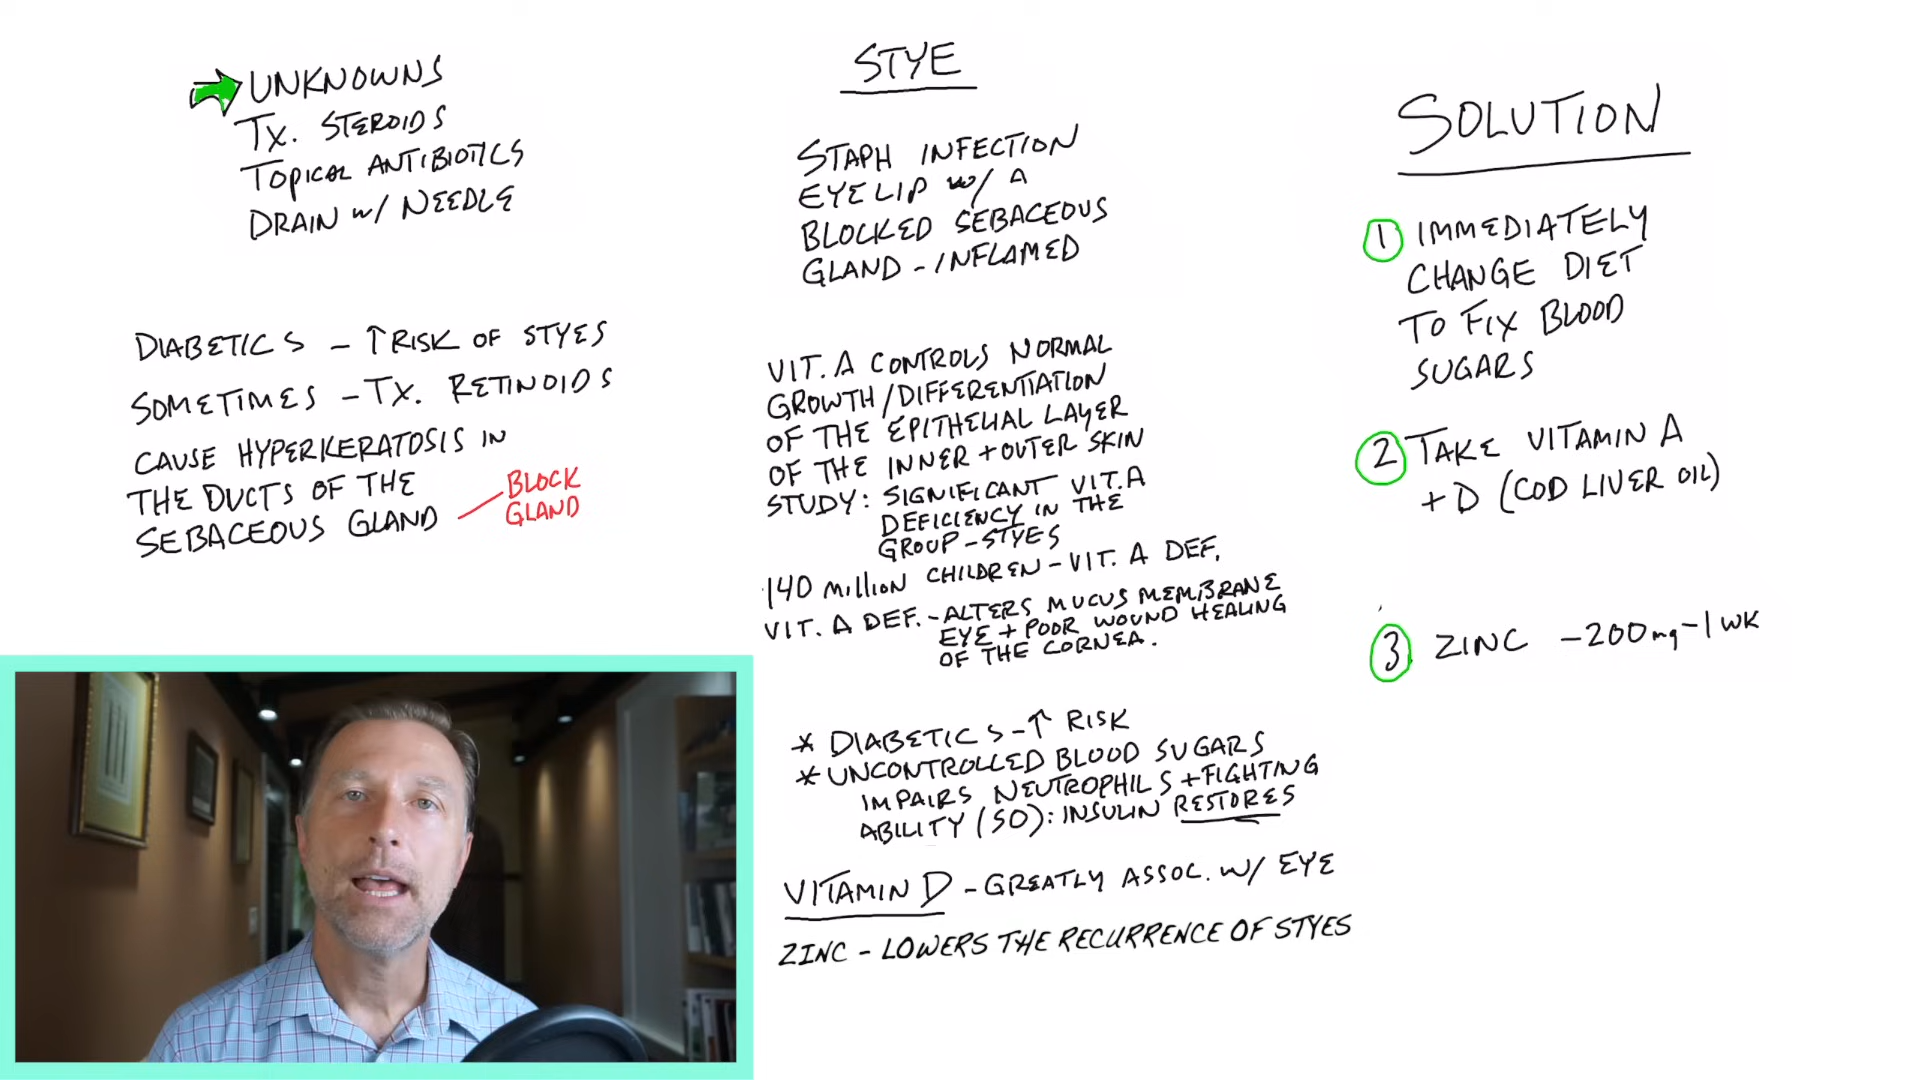 UNKNOWNS
TX. STEROIDS
TOPICAL ANTIBIOTICS
DRAIN w/ NEEDLE
DIABETICS - ↑ RISK OF STYES
SOMETIMES - TX. RETINOIDS
CAUSE HYPERKERATOSIS IN
THE DUCTS OF THE
SEBACEOUS GLAND
BLOCK
GLAND
STYE
STAPH INFECTION
EYE LIP w/ A
BLOCKED SEBACEOUS
GLAND - INFLAMED
VIT. A CONTROLS NORMAL
GROWTH/DIFFERENTIATION
OF THE EPITHELIAL LAYER
OF THE INNER + OUTER SKIN
STUDY: SIGNIFICANT VIT. A
DEFICIENCY IN THE
GROUP - STYES
140 million CHILDREN - VIT. A DEF.
VIT. A DEF. - ALTERS MUCUS MEMBRANE
EYE + POOR WOUND HEALING
OF THE CORNEA.
* DIABETICS - ↑ RISK
* UNCONTROLLED BLOOD SUGARS
IMPAIRS NEUTROPHILS + FIGHTING
ABILITY (SO): INSULIN RESTORES
VITAMIN D - GREATLY ASSOC. W/ EYE
ZINC - LOWERS THE RECURRENCE OF STYES
SOLUTION
1 IMMEDIATELY
CHANGE DIET
TO FIX BLOOD
SUGARS
2 TAKE VITAMIN A
+ D (COD LIVER OIL)
3 ZINC - 200mg - 1 WK